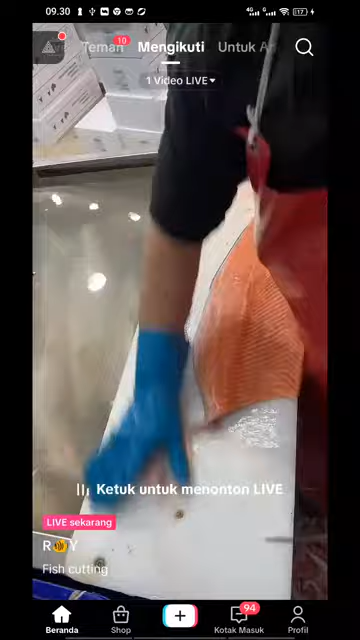 09.30
17
Teman 10 Mengikuti Untuk An
1 Video LIVE
Ketuk untuk menonton LIVE
LIVE sekarang
R🐠Y
Fish cutting
94
Beranda Shop Kotak Masuk Profil